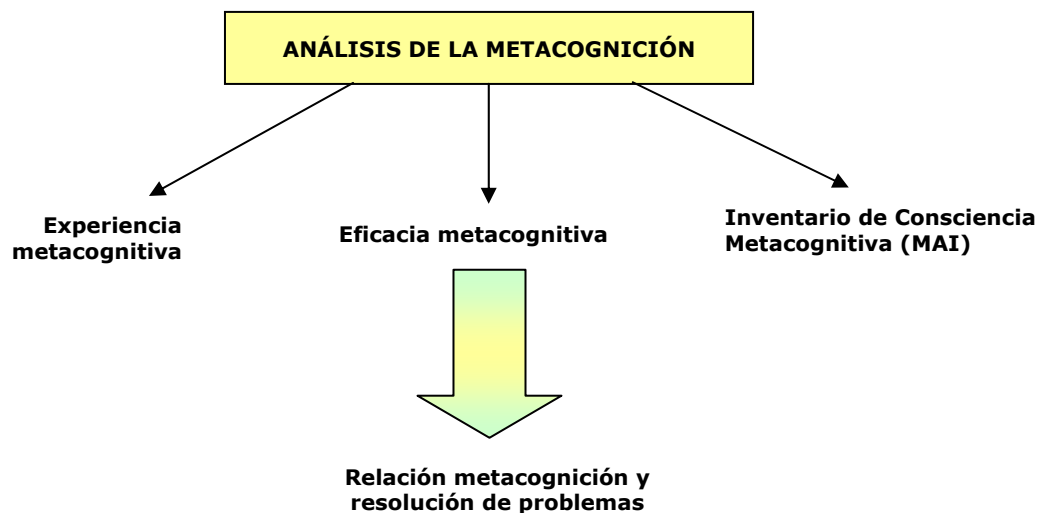 ANÁLISIS DE LA METACOGNICIÓN
Experiencia
metacognitiva
Eficacia metacognitiva
Inventario de Consciencia
Metacognitiva (MAI)
Relación metacognición y
resolución de problemas